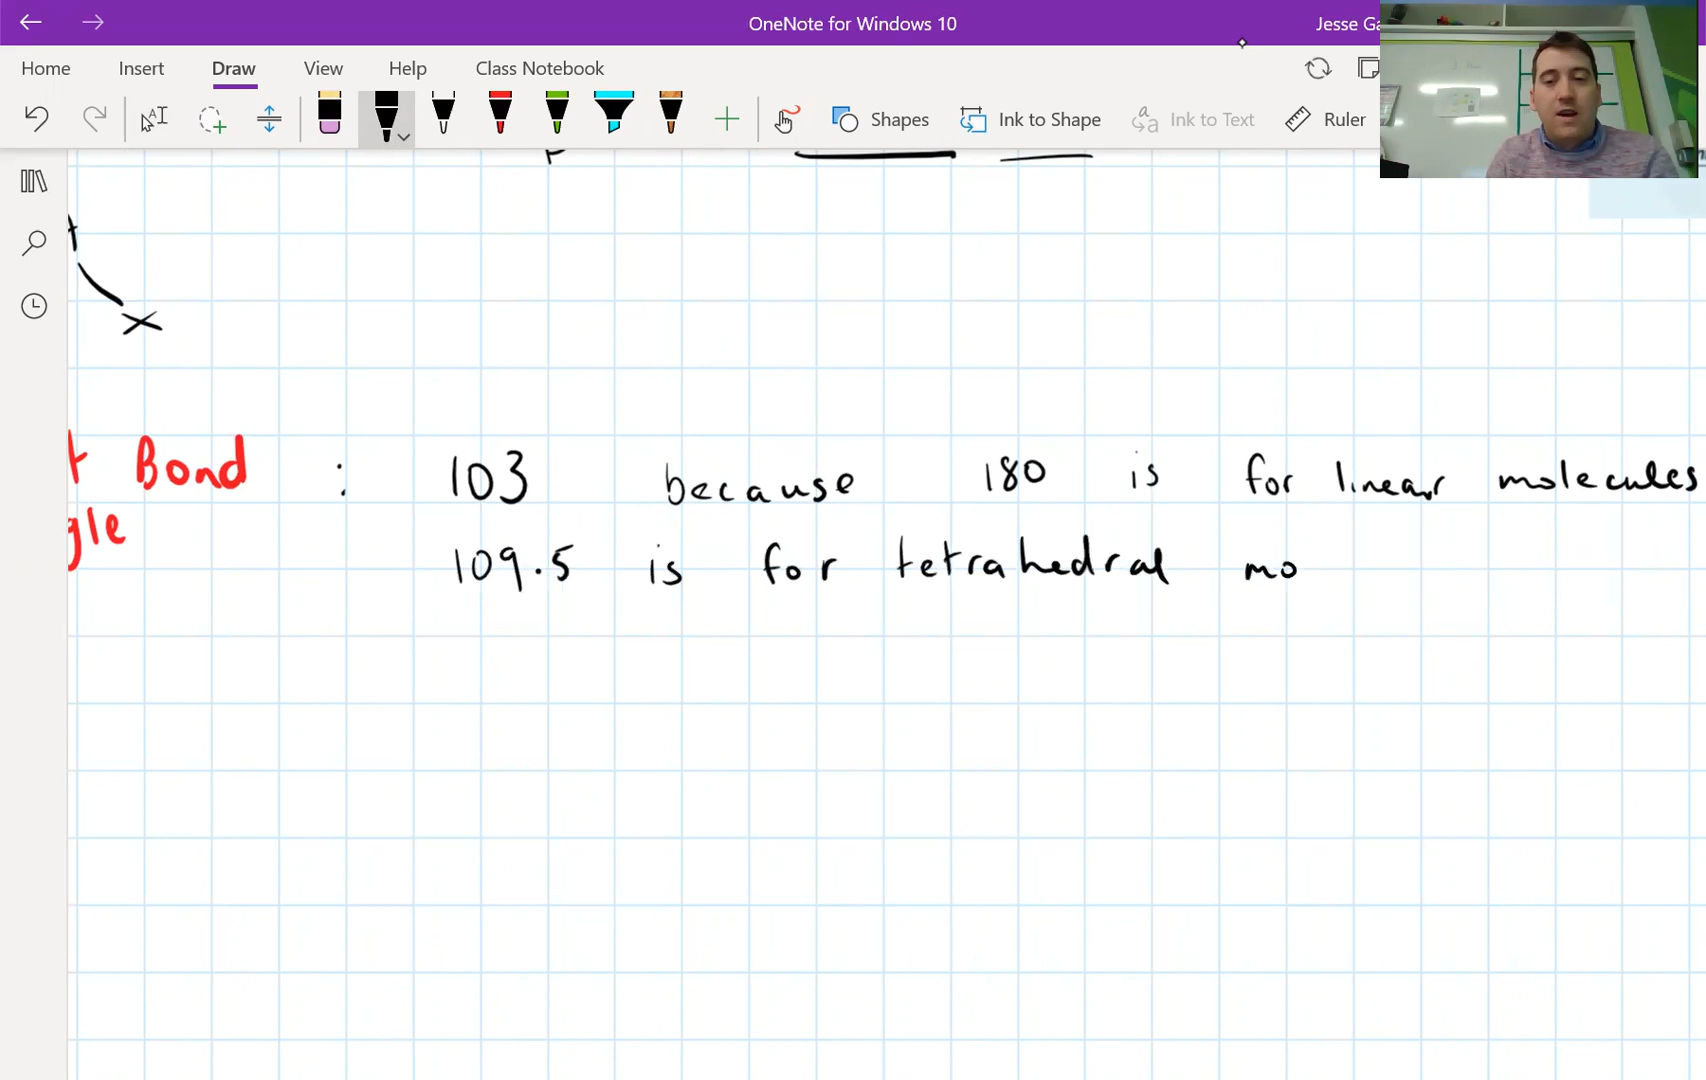 OneNote for Windows 10
Jesse Ga
Home Insert Draw View Help Class Notebook
Shapes Ink to Shape Ink to Text Ruler
t Bond : 103 because 180 is for linear molecules
gle 109.5 is for tetrahedral mo
x